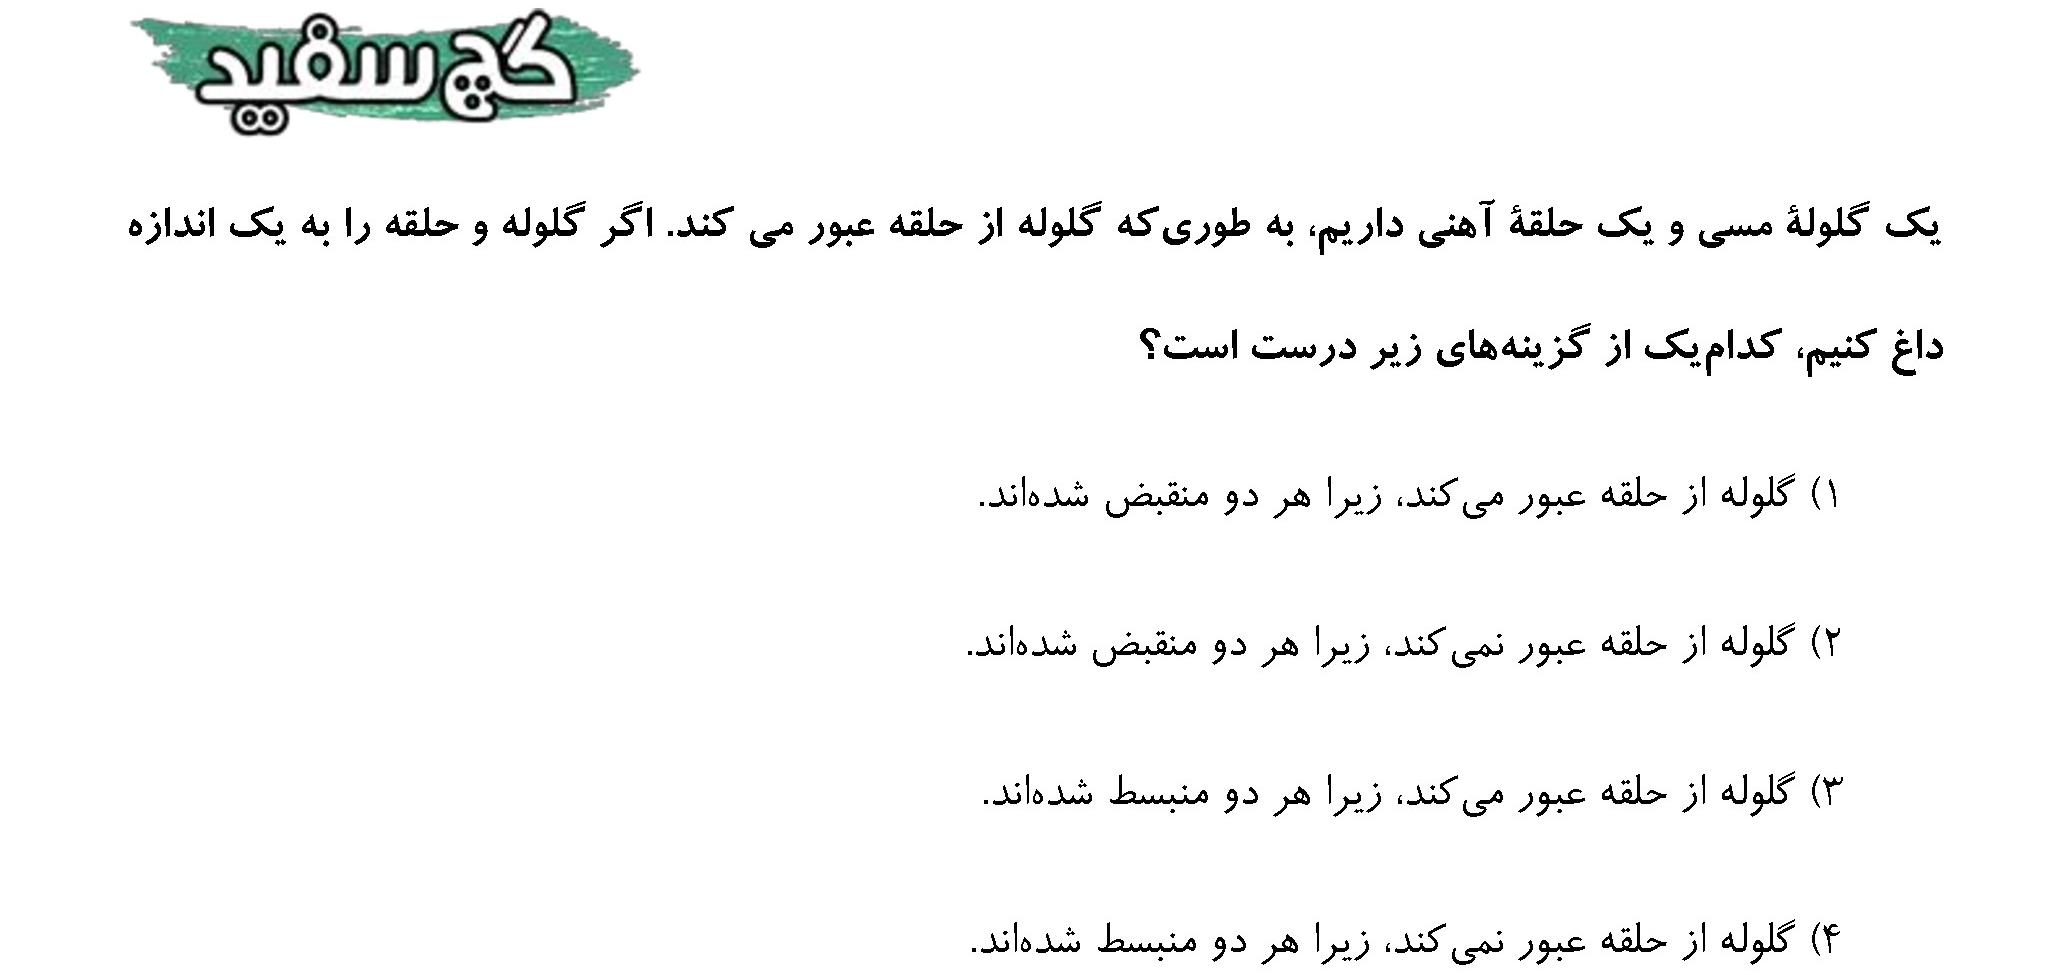 گچ سفید
یک گلولهٔ مسی و یک حلقهٔ آهنی داریم، به طوری‌که گلوله از حلقه عبور می کند. اگر گلوله و حلقه را به یک اندازه
داغ کنیم، کدام‌یک از گزینه‌های زیر درست است؟
۱) گلوله از حلقه عبور می‌کند، زیرا هر دو منقبض شده‌اند.
۲) گلوله از حلقه عبور نمی‌کند، زیرا هر دو منقبض شده‌اند.
۳) گلوله از حلقه عبور می‌کند، زیرا هر دو منبسط شده‌اند.
۴) گلوله از حلقه عبور نمی‌کند، زیرا هر دو منبسط شده‌اند.